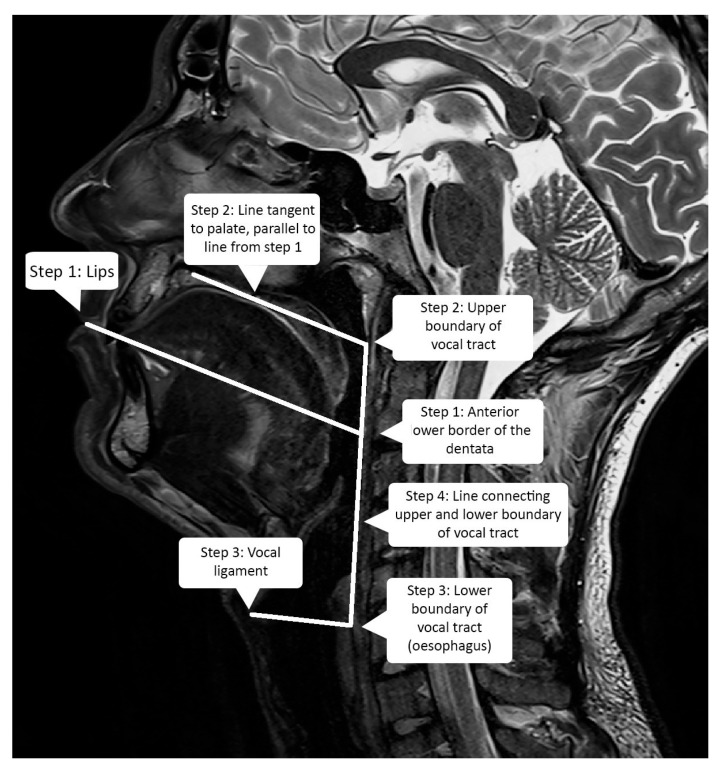 Step 2: Line tangent
to palate, parallel to
line from step 1
Step 1: Lips
Step 2: Upper
boundary of
vocal tract
Step 1: Anterior
lower border of the
dentata
Step 4: Line connecting
upper and lower boundary
of vocal tract
Step 3: Vocal
ligament
Step 3: Lower
boundary of
vocal tract
(oesophagus)